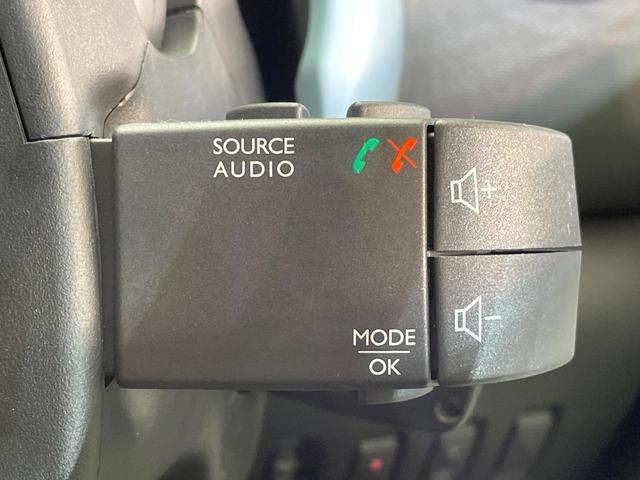 SOURCE
AUDIO
+
-
MODE
OK